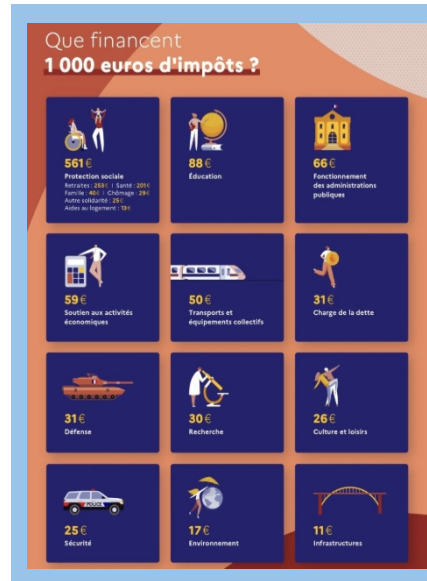 Que financent
1 000 euros d'impôts ?
561€
Protection sociale
Retraites : 253€ | Santé : 201€
Famille : 40€ | Chômage : 29€
Autre solidarité : 25€
Aides au logement : 13€
88€
Éducation
66€
Fonctionnement
des administrations
publiques
59€
Soutien aux activités
économiques
50€
Transports et
équipements collectifs
31€
Charge de la dette
31€
Défense
30€
Recherche
26€
Culture et loisirs
POLICE
25€
Sécurité
17€
Environnement
11€
Infrastructures